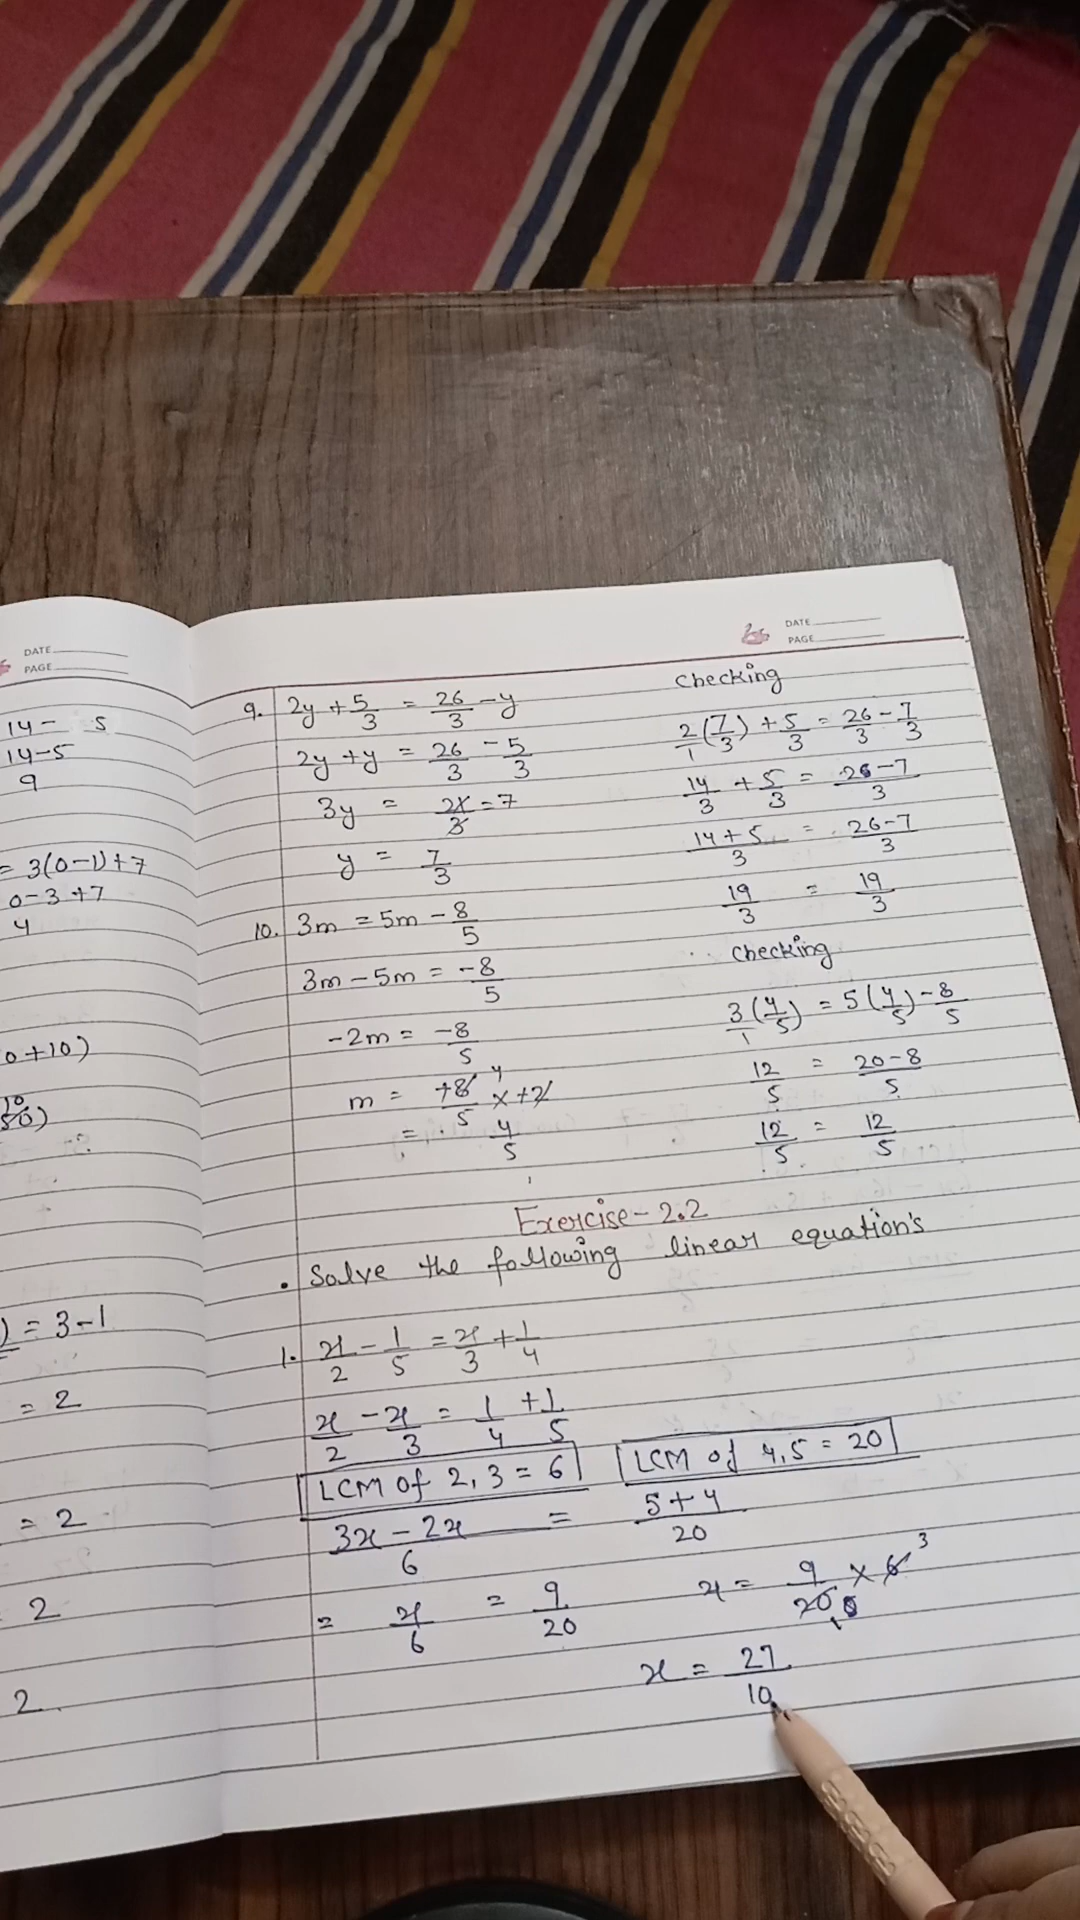 DATE
PAGE
14- 5
14-5
9
= 3(0-1)+7
0-3+7
4
0+10)
10
50)
) = 3-1
= 2
= 2
2
2
DATE
PAGE
9. 2y + 5/3 = 26/3 - y
2y + y = 26/3 - 5/3
3y = 21/3 = 7
y = 7/3
Checking
2/1 (7/3) + 5/3 = 26/3 - 7/3
14/3 + 5/3 = 26-7/3
14+5/3 = 26-7/3
19/3 = 19/3
10. 3m = 5m - 8/5
3m - 5m = -8/5
-2m = -8/5
m = +8/5 4 x +2
= 4/5
Checking
3/1 (4/5) = 5(4/5) - 8/5
12/5 = 20-8/5
12/5 = 12/5
Exercise - 2.2
• Solve the following linear equation's
1. x/2 - 1/5 = x/3 + 1/4
x/2 - x/3 = 1/4 + 1/5
LCM of 2, 3 = 6 LCM of 4,5 = 20
3x - 2x/6 = 5+4/20
= x/6 = 9/20 x = 9/20 x 6 3
x = 27/10